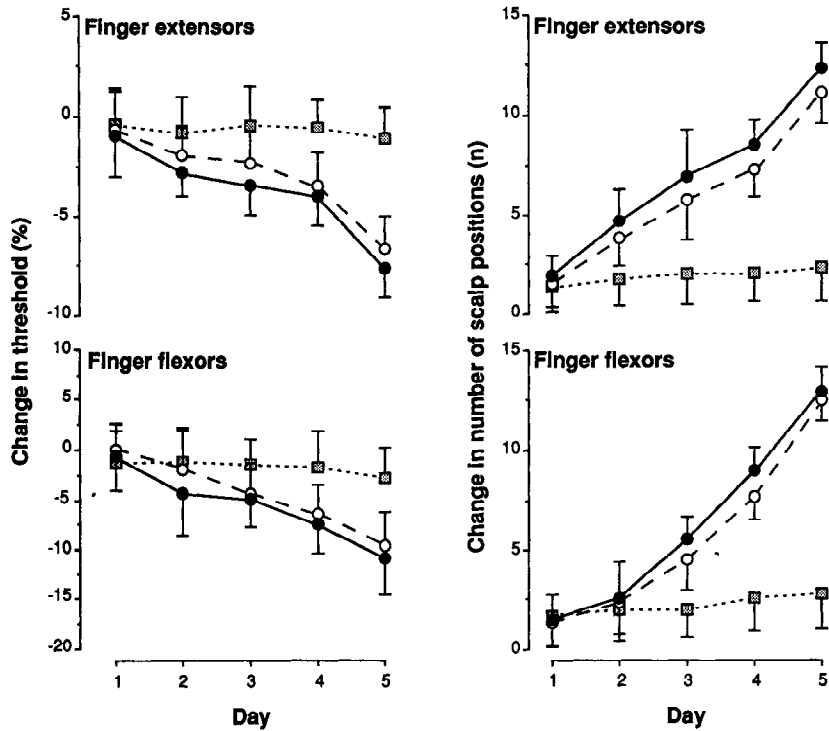 Finger extensors
5
0
-5
-10
Change in threshold (%)
Finger flexors
10
5
0
-5
-10
-15
-20
1 2 3 4 5
Day
Finger extensors
15
10
5
0
Change in number of scalp positions (n)
Finger flexors
15
10
5
0
1 2 3 4 5
Day